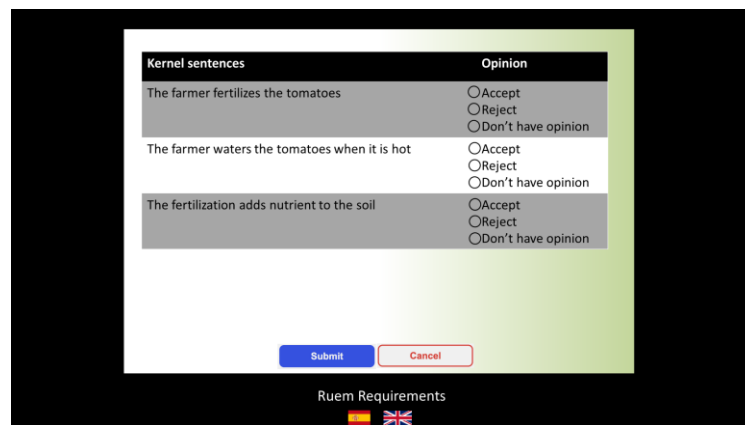 Kernel sentences Opinion
The farmer fertilizes the tomatoes Accept
Reject
Don't have opinion
The farmer waters the tomatoes when it is hot Accept
Reject
Don't have opinion
The fertilization adds nutrient to the soil Accept
Reject
Don't have opinion
Submit Cancel
Ruem Requirements